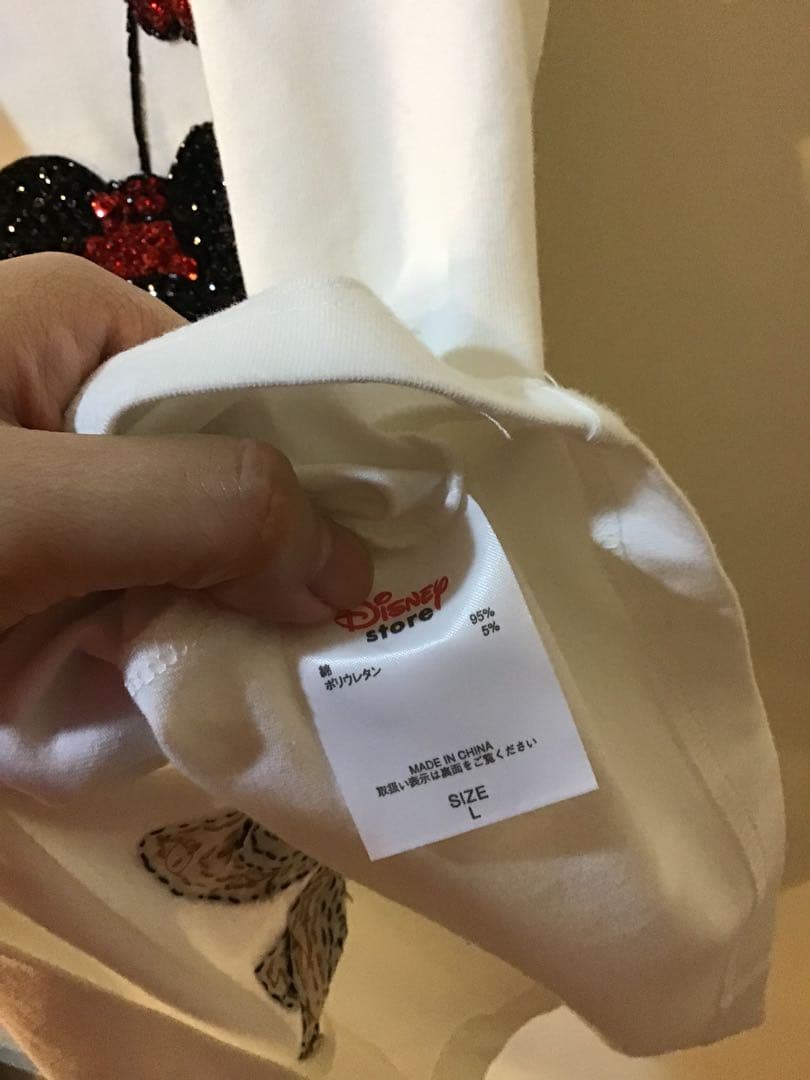 Disney
store
綿 95%
ポリウレタン 5%
MADE IN CHINA
取扱い表示は裏面をご覧ください
SIZE
L